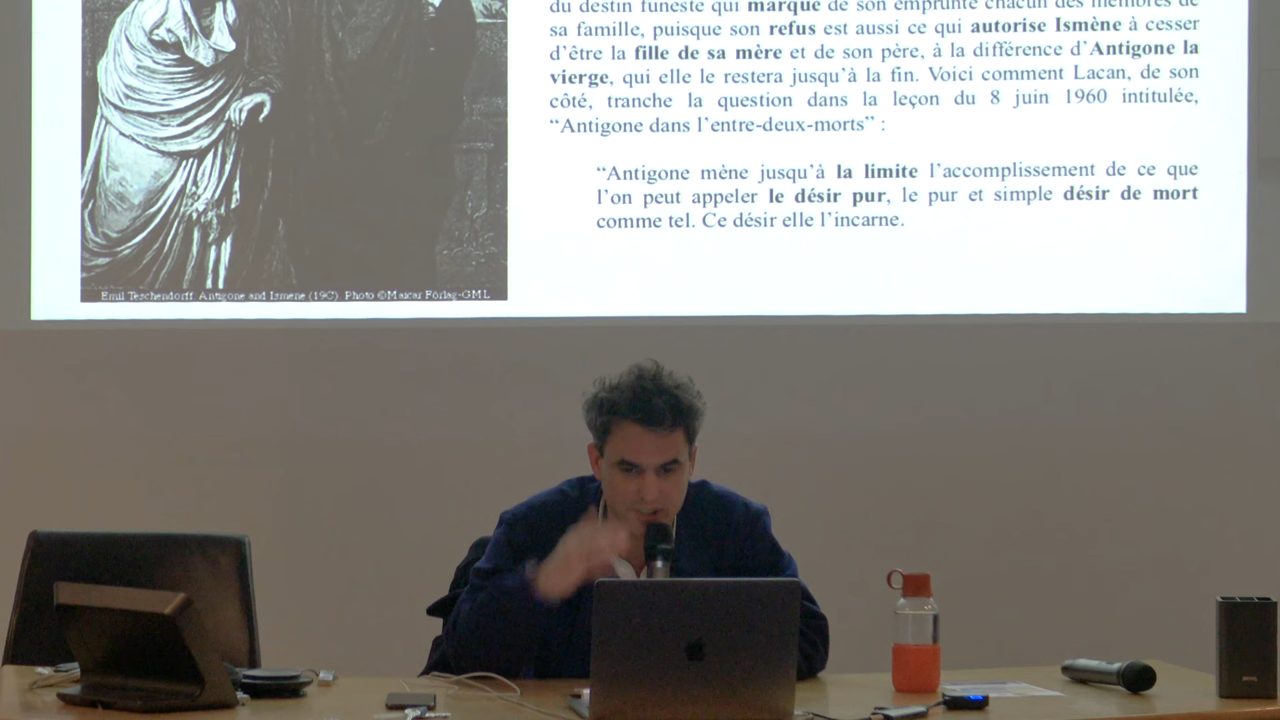 du destin funeste qui marque de son emprunte chacun des membres de
sa famille, puisque son refus est aussi ce qui autorise Ismène à cesser
d’être la fille de sa mère et de son père, à la différence d’Antigone la
vierge, qui elle le restera jusqu’à la fin. Voici comment Lacan, de son
côté, tranche la question dans la leçon du 8 juin 1960 intitulée,
“Antigone dans l’entre-deux-morts” :
“Antigone mène jusqu’à la limite l’accomplissement de ce que
l’on peut appeler le désir pur, le pur et simple désir de mort
comme tel. Ce désir elle l’incarne.
Emil Teschendorff Antigone and Ismene (19C) Photo ©Maicar Förlag-GML